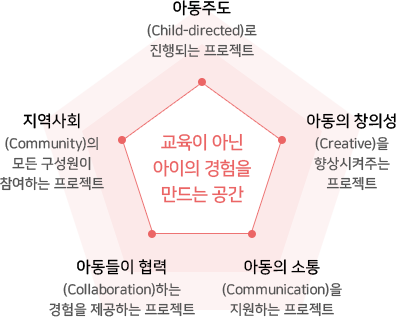 아동주도
(Child-directed)로
진행되는 프로젝트
지역사회
(Community)의
모든 구성원이
참여하는 프로젝트
교육이 아닌
아이의 경험을
만드는 공간
아동의 창의성
(Creative)을
향상시켜주는
프로젝트
아동들이 협력
(Collaboration)하는
경험을 제공하는 프로젝트
아동의 소통
(Communication)을
지원하는 프로젝트